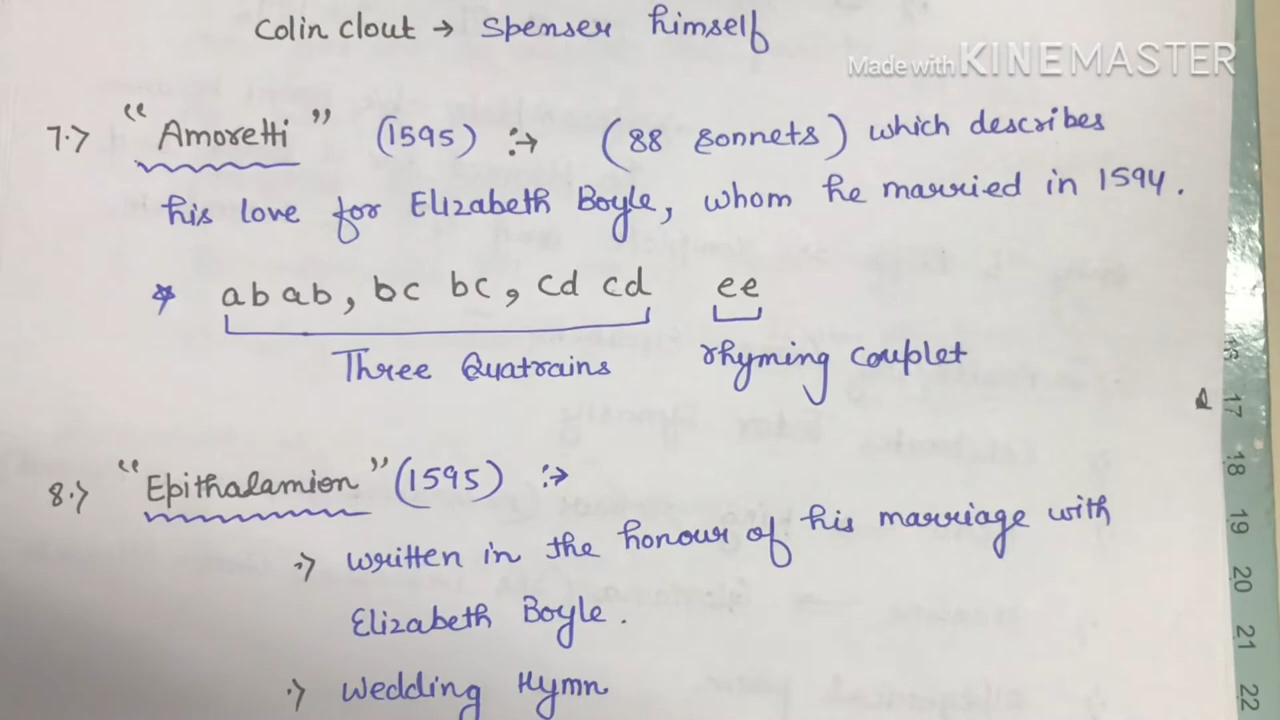 Colin clout → Spenser himself
Made with KINEMASTER
7.> "Amoretti" (1595) :→ (88 sonnets) which describes
his love for Elizabeth Boyle, whom he married in 1594.
* abab, bc bc, cd cd ee
Three Quatrains rhyming couplet
8.> "Epithalamion" (1595) :→
:> written in the honour of his marriage with
Elizabeth Boyle.
:> wedding Hymn
16
17
18
19
20
21
22